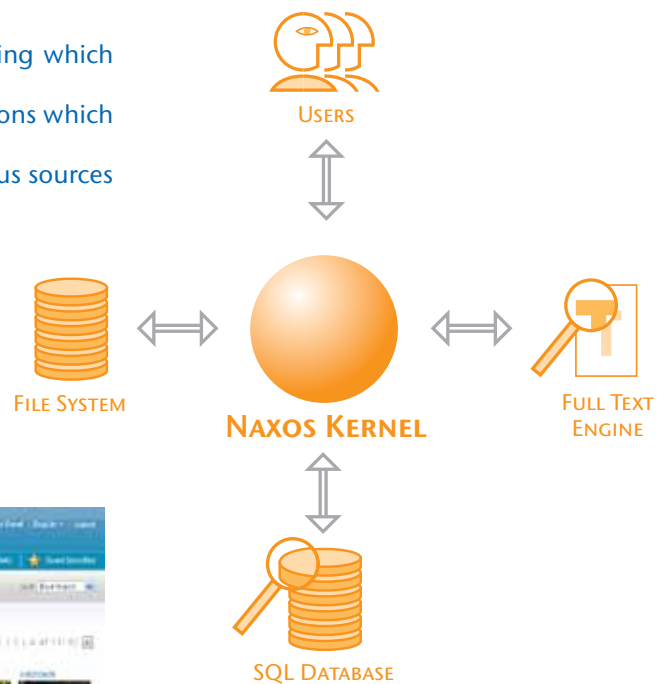 ing which
ons which
us sources
USERS
FILE SYSTEM
NAXOS KERNEL
FULL TEXT
ENGINE
SQL DATABASE